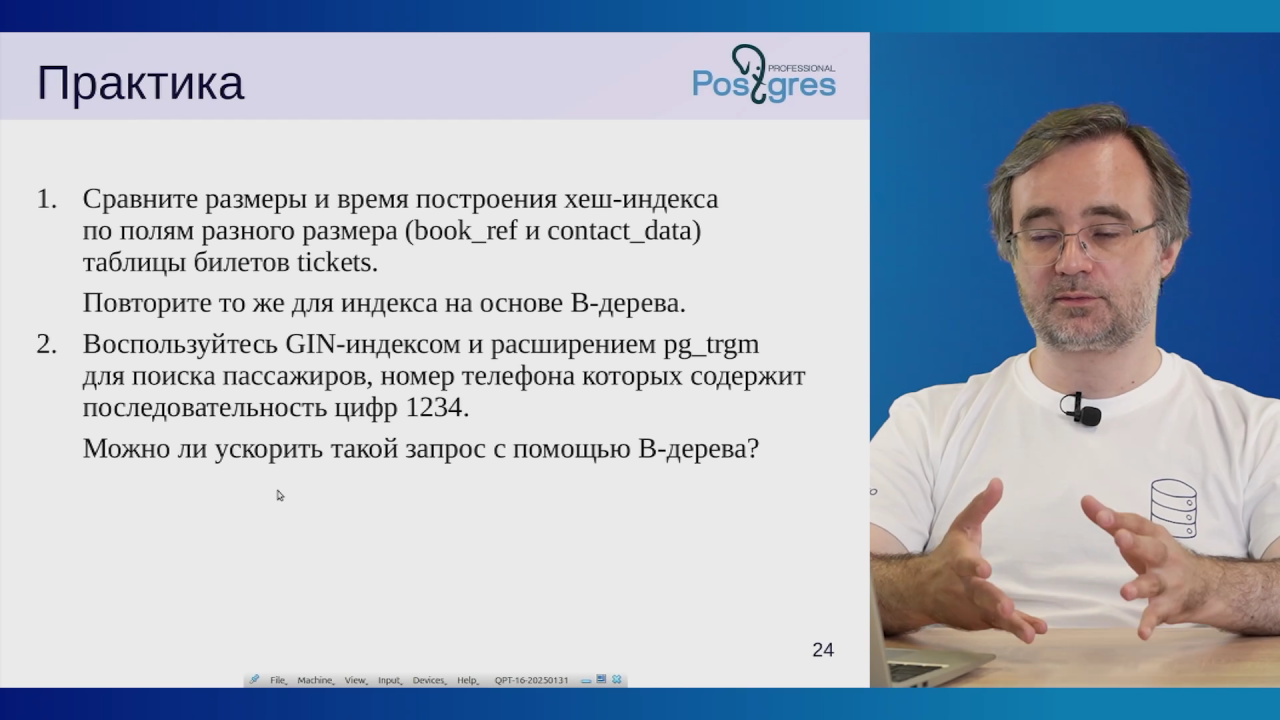 Практика
PROFESSIONAL
Postgres
1. Сравните размеры и время построения хеш-индекса
по полям разного размера (book_ref и contact_data)
таблицы билетов tickets.
Повторите то же для индекса на основе B-дерева.
2. Воспользуйтесь GIN-индексом и расширением pg_trgm
для поиска пассажиров, номер телефона которых содержит
последовательность цифр 1234.
Можно ли ускорить такой запрос с помощью B-дерева?
24
File Machine View Input Devices Help QPT-16-20250131